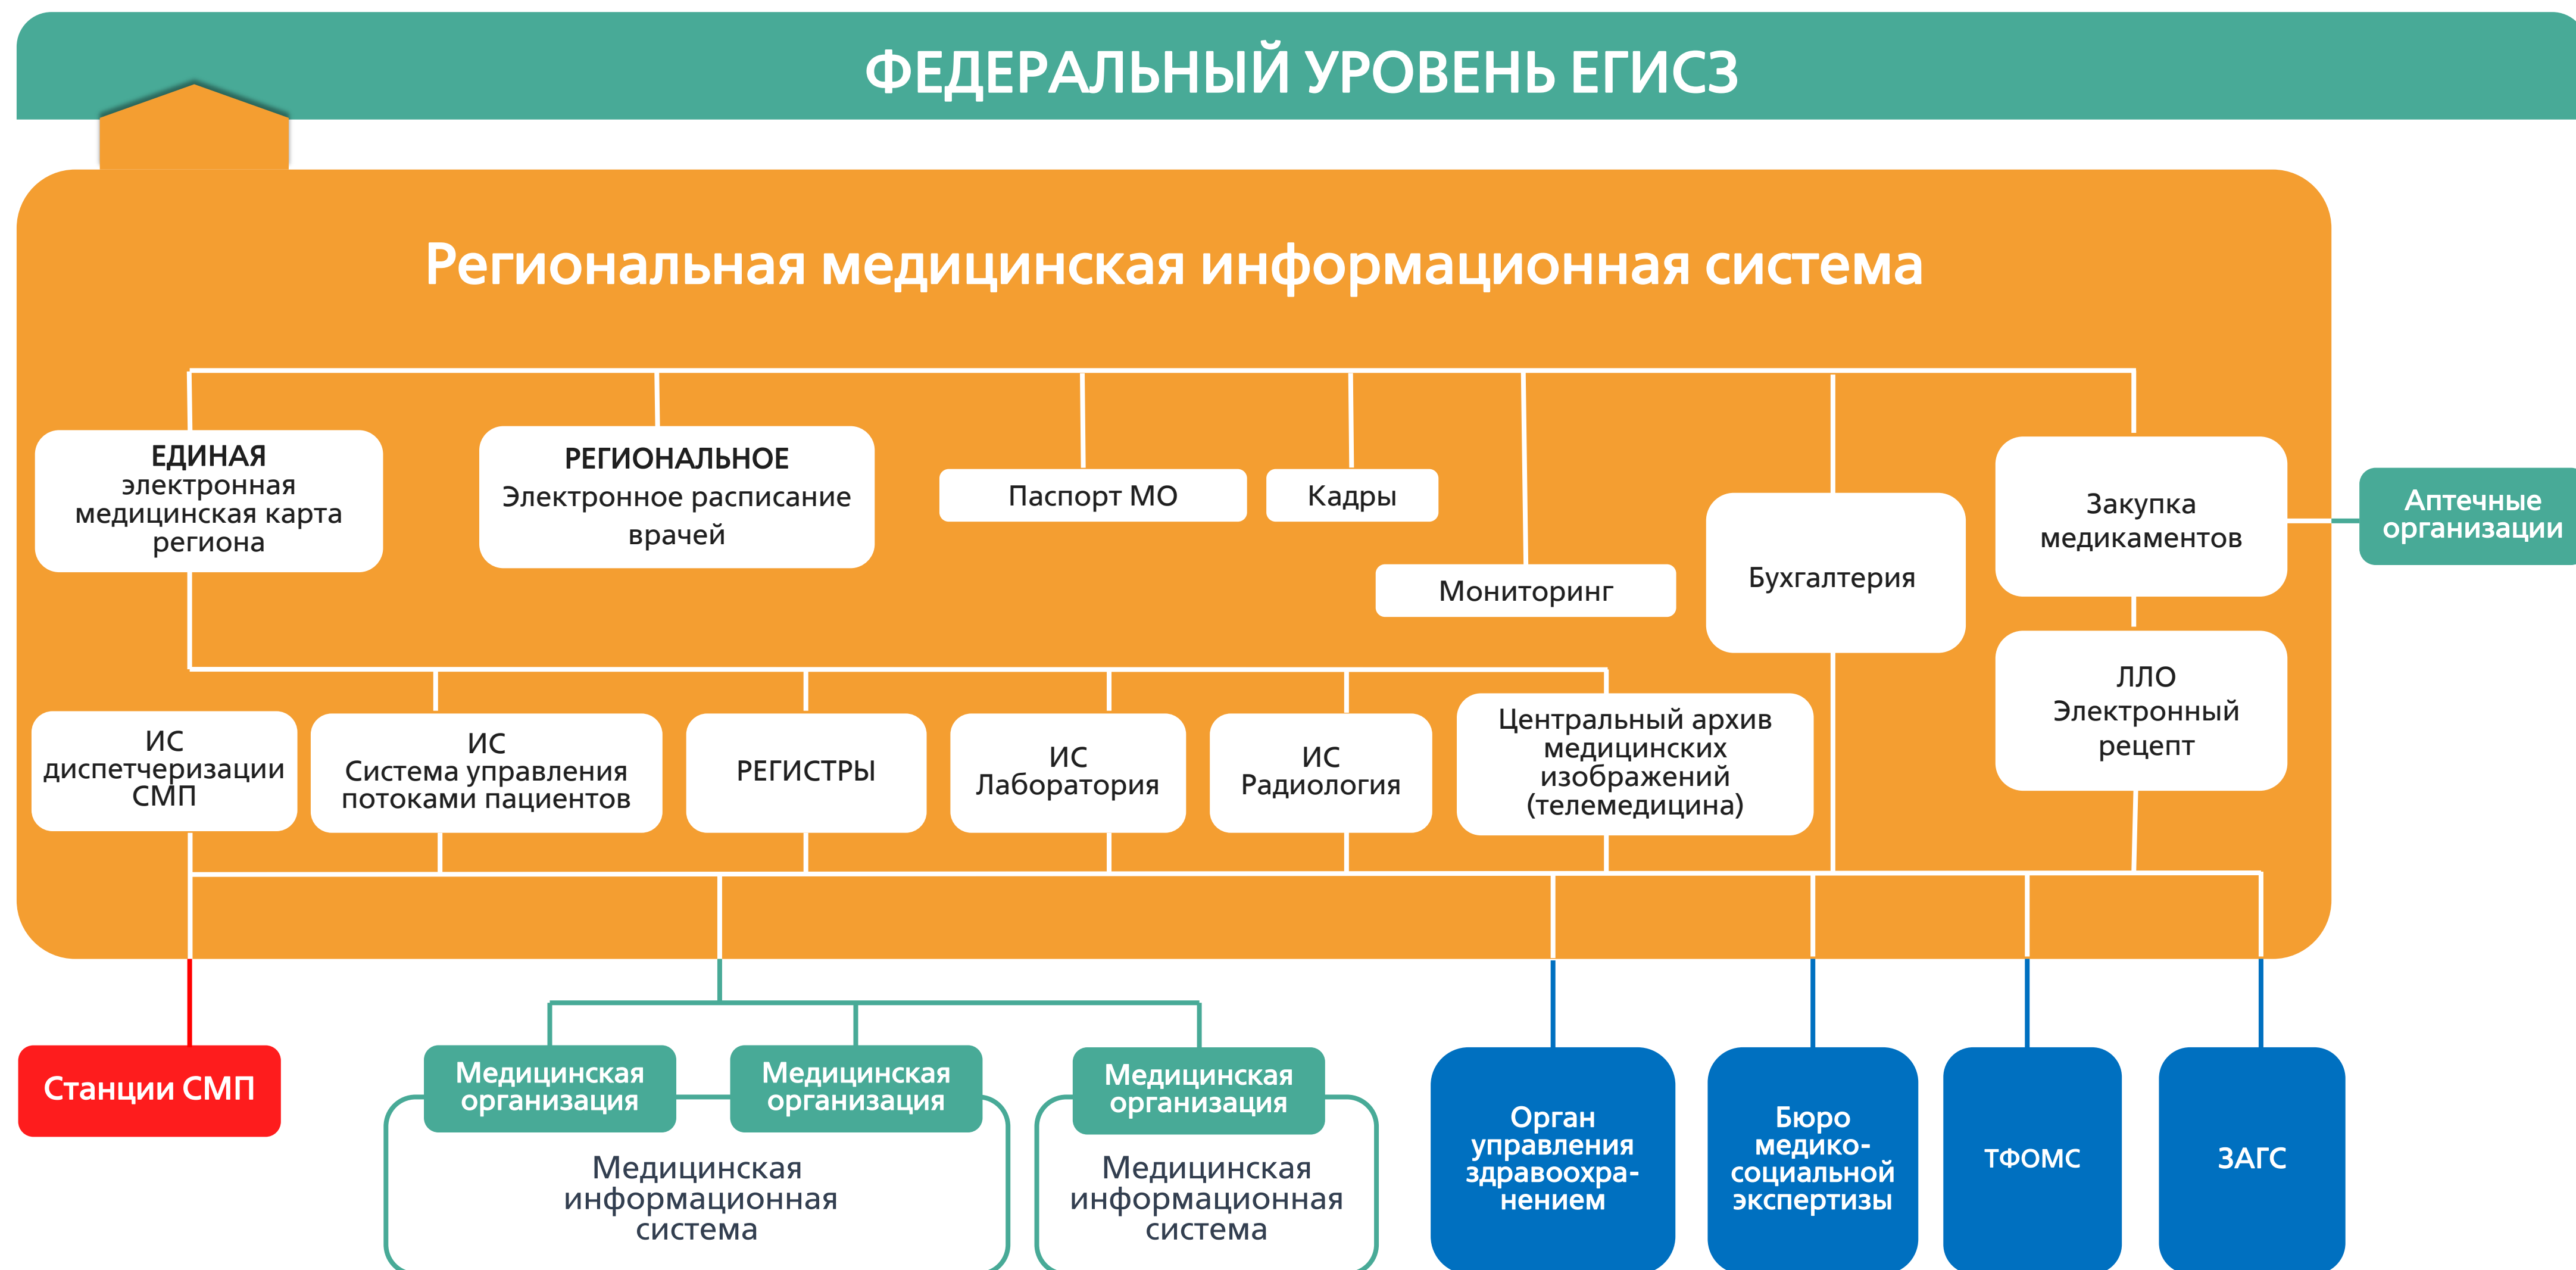 ФЕДЕРАЛЬНЫЙ УРОВЕНЬ ЕГИСЗ
Региональная медицинская информационная система
ЕДИНАЯ
электронная
медицинская карта
региона
РЕГИОНАЛЬНОЕ
Электронное расписание
врачей
Паспорт МО
Кадры
Мониторинг
Бухгалтерия
Закупка
медикаментов
Аптечные
организации
ЛЛО
Электронный
рецепт
ИС
диспетчеризации
СМП
ИС
Система управления
потоками пациентов
РЕГИСТРЫ
ИС
Лаборатория
ИС
Радиология
Центральный архив
медицинских
изображений
(телемедицина)
Станции СМП
Медицинская
организация
Медицинская
организация
Медицинская
информационная
система
Медицинская
организация
Медицинская
информационная
система
Орган
управления
здравоохра-
нением
Бюро
медико-
социальной
экспертизы
ТФОМС
ЗАГС